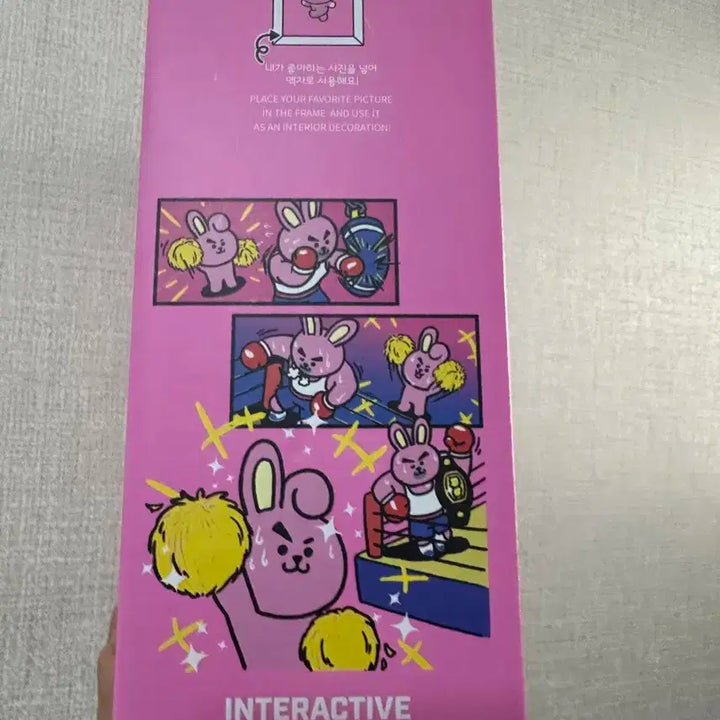 내가 좋아하는 사진을 넣어
액자로 사용해요!
PLACE YOUR FAVORITE PICTURE
IN THE FRAME AND USE IT
AS AN INTERIOR DECORATION!
INTERACTIVE